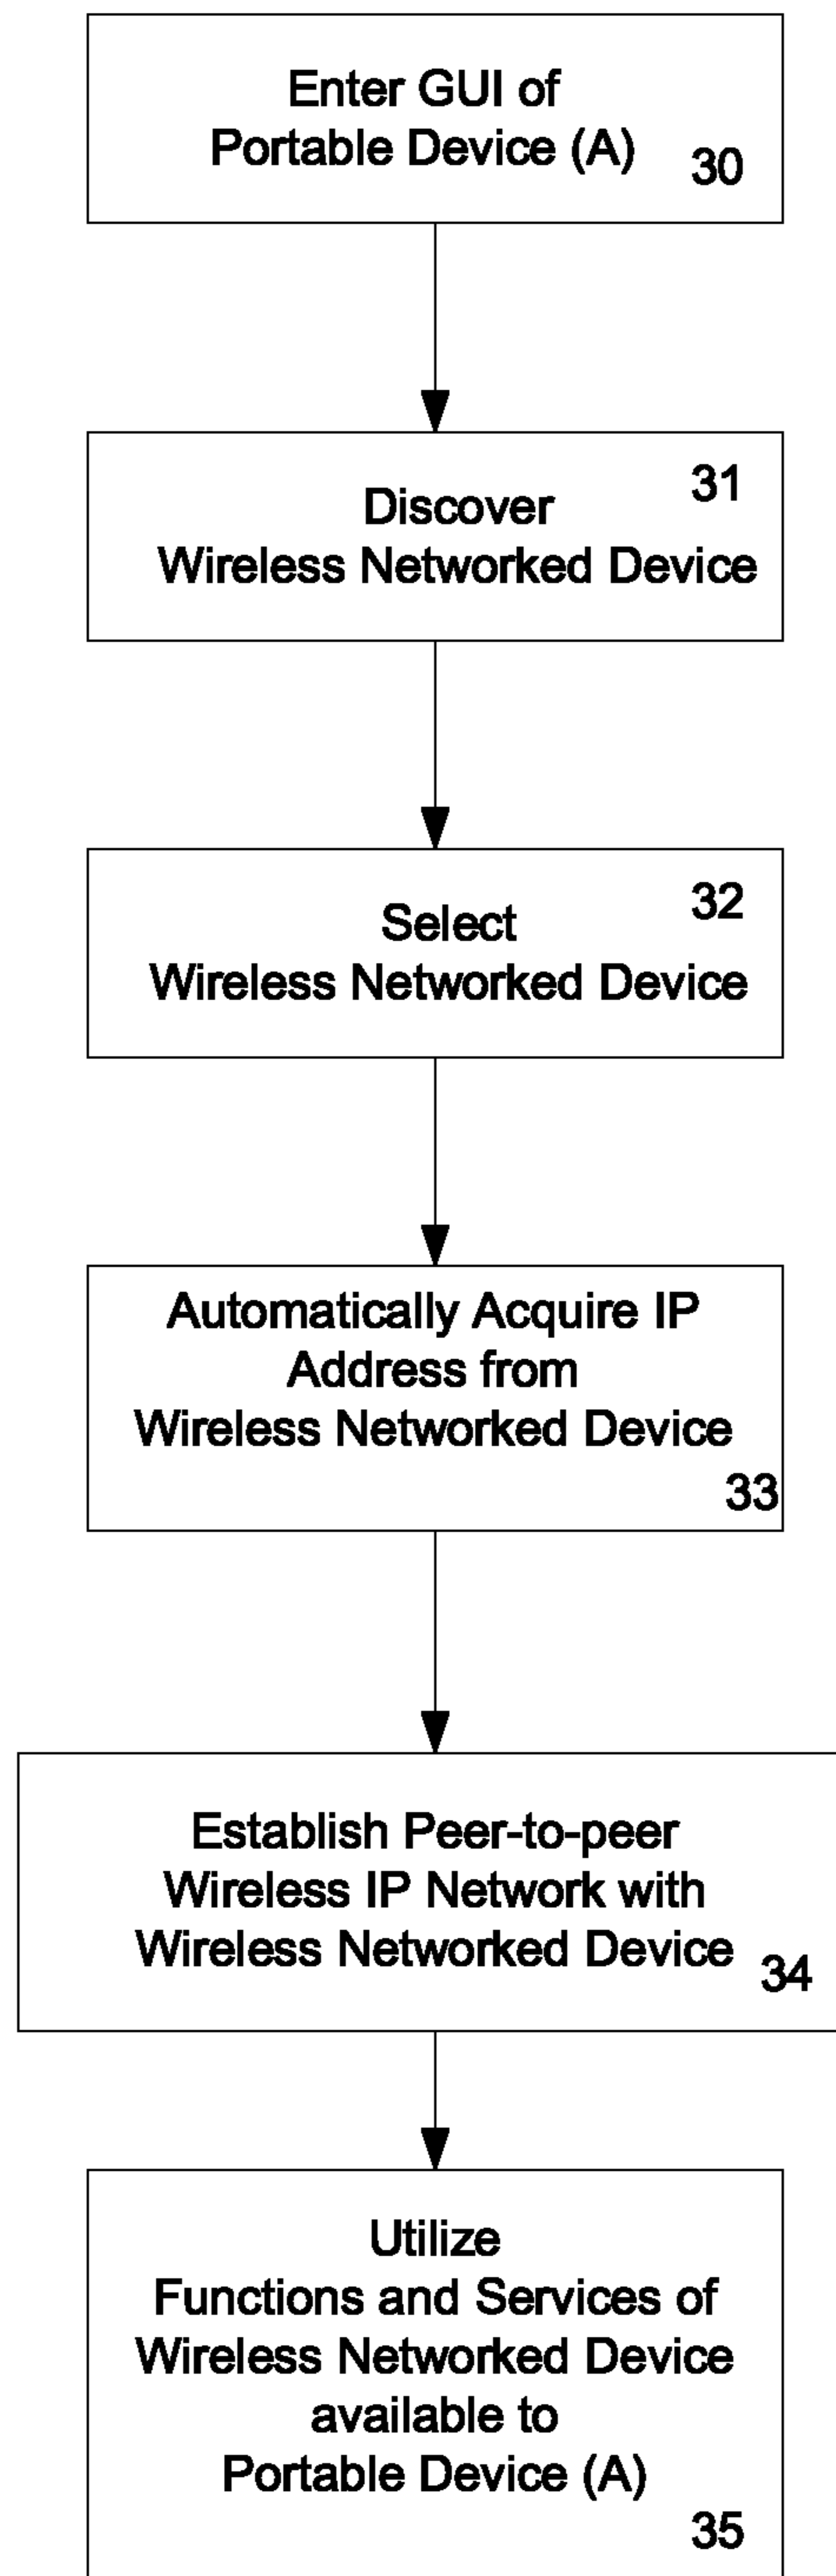 Enter GUI of
Portable Device (A)
30
31
Discover
Wireless Networked Device
32
Select
Wireless Networked Device
Automatically Acquire IP
Address from
Wireless Networked Device
33
Establish Peer-to-peer
Wireless IP Network with
Wireless Networked Device
34
Utilize
Functions and Services of
Wireless Networked Device
available to
Portable Device (A)
35